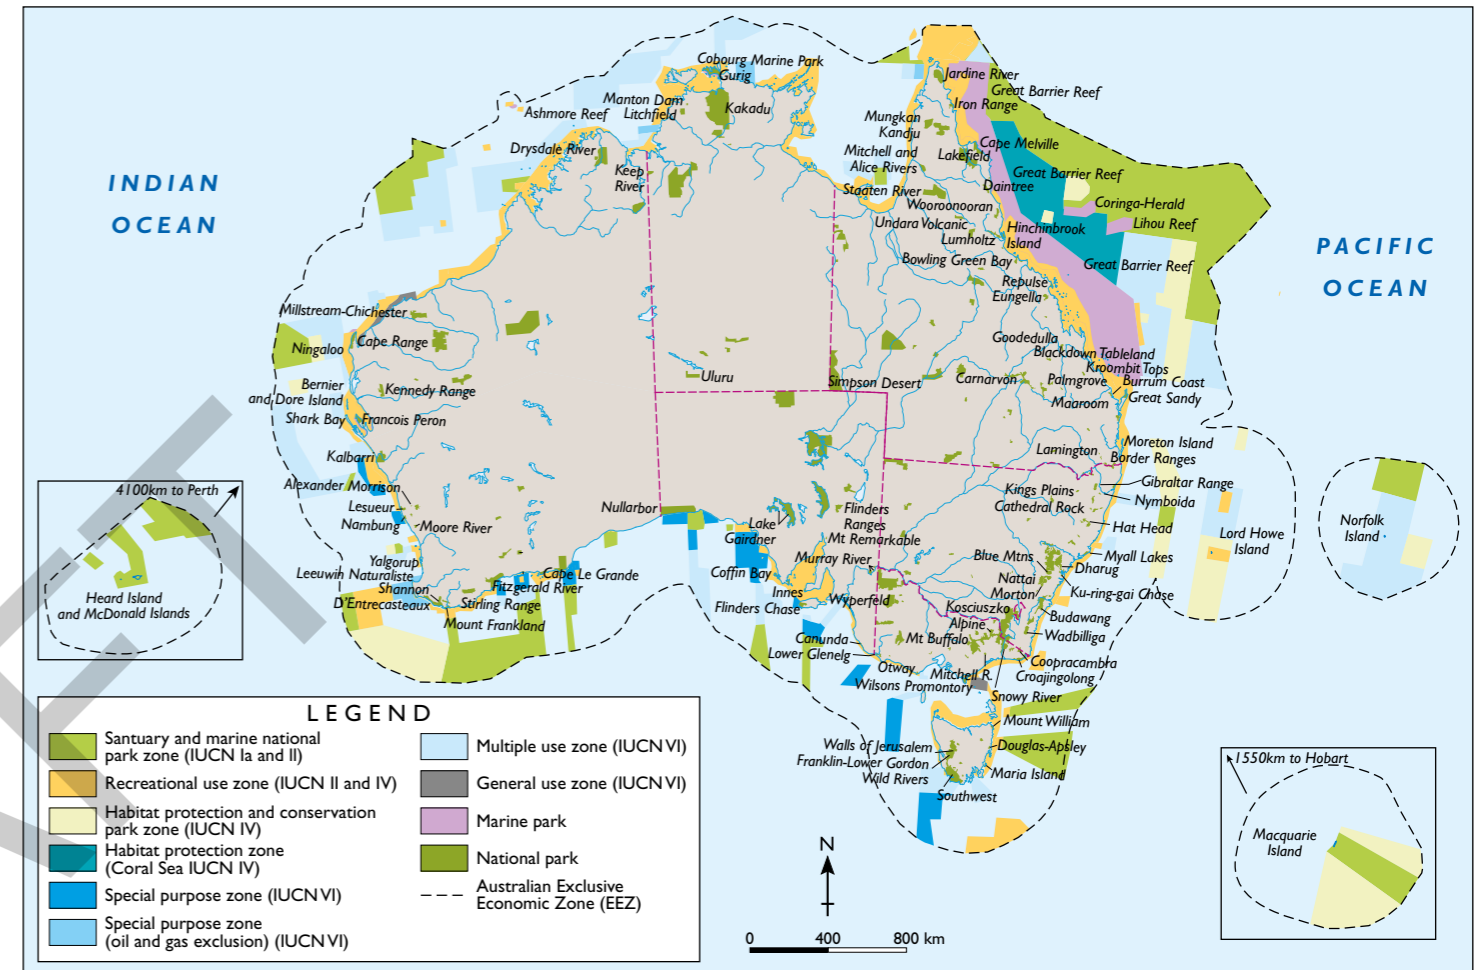 INDIAN
OCEAN
PACIFIC
OCEAN
Cobourg Marine Park
Gurig
Manton Dam
Litchfield
Kakadu
Ashmore Reef
Drysdale River
Keep
River
Jardine River
Great Barrier Reef
Iron Range
Mungkan
Kandju
Cape Melville
Mitchell and
Alice Rivers
Lakefield
Great Barrier Reef
Daintree
Staaten River
Wooroonooran
Coringa-Herald
Lihou Reef
Undara Volcanic
Lumholtz
Hinchinbrook
Island
Bowling Green Bay
Great Barrier Reef
Repulse
Eungella
Millstream-Chichester
Cape Range
Ningaloo
Goodedulla
Blackdown Tableland
Kroombit Tops
Uluru
Simpson Desert
Carnarvon
Palmgrove
Burrum Coast
Great Sandy
Maaroom
Bernier
and Dore Island
Kennedy Range
Shark Bay
Francois Peron
Kalbarri
Lamington
Moreton Island
Border Ranges
Alexander Morrison
Gibraltar Range
Kings Plains
Nymboida
Cathedral Rock
Lesueur
Nambung
Moore River
Nullarbor
Lake
Gairdner
Flinders
Ranges
Mt Remarkable
Hat Head
Lord Howe
Island
Norfolk
Island
4100km to Perth
Heard Island
and McDonald Islands
Yalgorup
Leeuwin Naturaliste
Shannon
D'Entrecasteaux
Cape Le Grande
Fitzgerald River
Stirling Range
Mount Frankland
Murray River
Coffin Bay
Innes
Flinders Chase
Wyperfeld
Blue Mtns
Myall Lakes
Dharug
Nattai
Morton
Ku-ring-gai Chase
Kosciuszko
Budawang
Alpine
Wadbilliga
Mt Buffalo
Canunda
Lower Glenelg
Coopracambra
Croajingolong
Otway
Mitchell R.
Wilsons Promontory
Snowy River
Mount William
Walls of Jerusalem
Douglas-Apsley
Franklin-Lower Gordon
Wild Rivers
Maria Island
Southwest
1550km to Hobart
Macquarie
Island
LEGEND
Santuary and marine national
park zone (IUCN Ia and II)
Recreational use zone (IUCN II and IV)
Habitat protection and conservation
park zone (IUCN IV)
Habitat protection zone
(Coral Sea IUCN IV)
Special purpose zone (IUCN VI)
Special purpose zone
(oil and gas exclusion) (IUCN VI)
Multiple use zone (IUCN VI)
General use zone (IUCN VI)
Marine park
National park
Australian Exclusive
Economic Zone (EEZ)
N
0 400 800 km